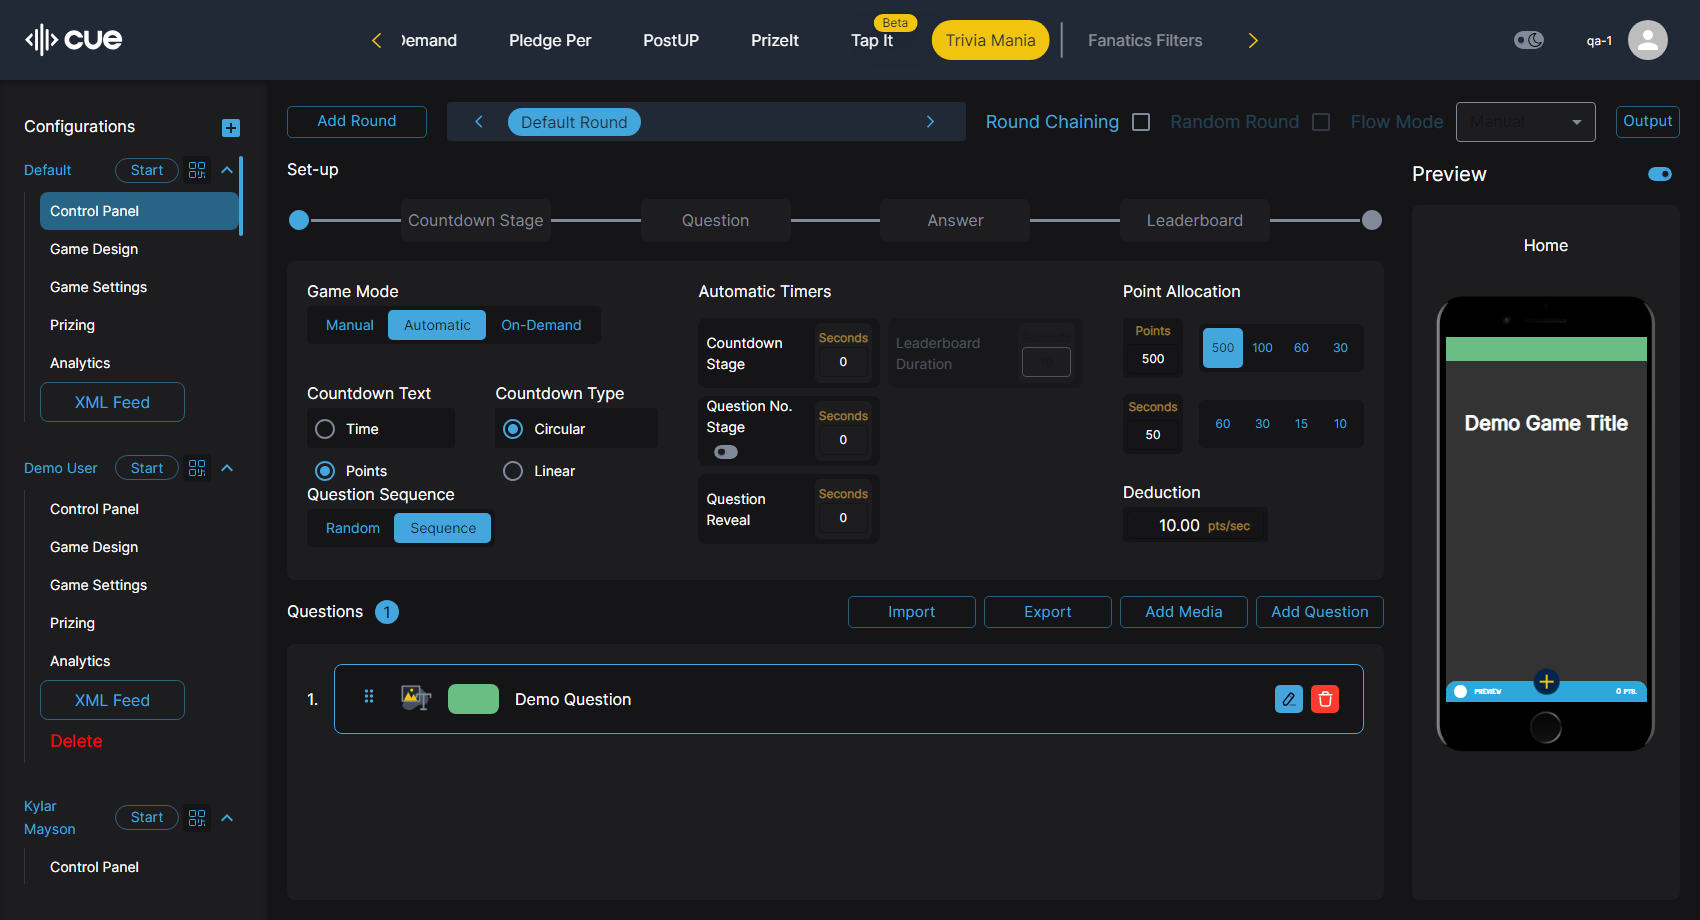 cue
Demand
Pledge Per
PostUP
PrizeIt
Beta
Tap It
Trivia Mania
Fanatics Filters
qa-1
Configurations
Default
Start
Control Panel
Game Design
Game Settings
Prizing
Analytics
XML Feed
Demo User
Start
Control Panel
Game Design
Game Settings
Prizing
Analytics
XML Feed
Delete
Kylar
Mayson
Start
Control Panel
Add Round
Default Round
Round Chaining
Random Round
Flow Mode
Manual
Output
Set-up
Countdown Stage
Question
Answer
Leaderboard
Game Mode
Manual
Automatic
On-Demand
Countdown Text
Time
Points
Countdown Type
Circular
Linear
Question Sequence
Random
Sequence
Automatic Timers
Countdown
Stage
Seconds
0
Leaderboard
Duration
Question No.
Stage
Seconds
0
Question
Reveal
Seconds
0
Point Allocation
Points
500
500 100 60 30
Seconds
50
60 30 15 10
Deduction
10.00 pts/sec
Questions 1
Import
Export
Add Media
Add Question
1.
Demo Question
Preview
Home
Demo Game Title
PREVIEW
0 PTS.